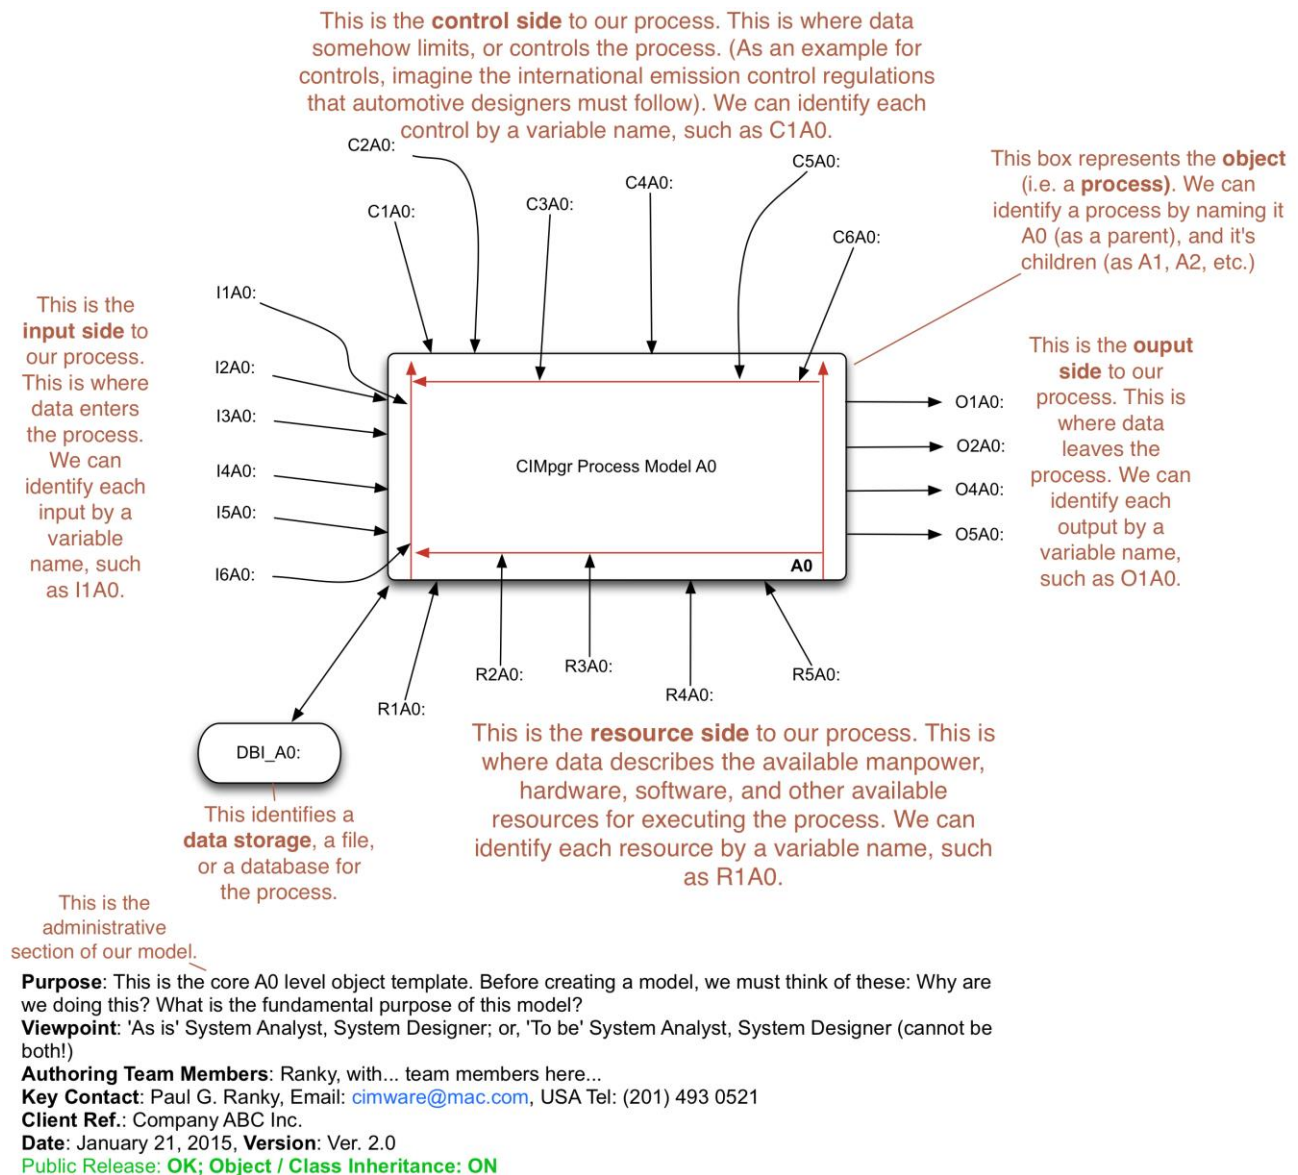 This is the control side to our process. This is where data
somehow limits, or controls the process. (As an example for
controls, imagine the international emission control regulations
that automotive designers must follow). We can identify each
control by a variable name, such as C1A0.
C2A0:
C1A0:
C3A0:
C4A0:
C5A0:
C6A0:
This box represents the object
(i.e. a process). We can
identify a process by naming it
A0 (as a parent), and it's
children (as A1, A2, etc.)
This is the
input side to
our process.
This is where
data enters
the process.
We can
identify each
input by a
variable
name, such
as I1A0.
I1A0:
I2A0:
I3A0:
I4A0:
I5A0:
I6A0:
CIMpgr Process Model A0
A0
O1A0:
O2A0:
O4A0:
O5A0:
This is the ouput
side to our
process. This is
where data
leaves the
process. We can
identify each
output by a
variable name,
such as O1A0.
R1A0:
R2A0:
R3A0:
R4A0:
R5A0:
DBI_A0:
This identifies a
data storage, a file,
or a database for
the process.
This is the resource side to our process. This is
where data describes the available manpower,
hardware, software, and other available
resources for executing the process. We can
identify each resource by a variable name, such
as R1A0.
This is the
administrative
section of our model.
Purpose: This is the core A0 level object template. Before creating a model, we must think of these: Why are
we doing this? What is the fundamental purpose of this model?
Viewpoint: 'As is' System Analyst, System Designer; or, 'To be' System Analyst, System Designer (cannot be
both!)
Authoring Team Members: Ranky, with... team members here...
Key Contact: Paul G. Ranky, Email: cimware@mac.com, USA Tel: (201) 493 0521
Client Ref.: Company ABC Inc.
Date: January 21, 2015, Version: Ver. 2.0
Public Release: OK; Object / Class Inheritance: ON